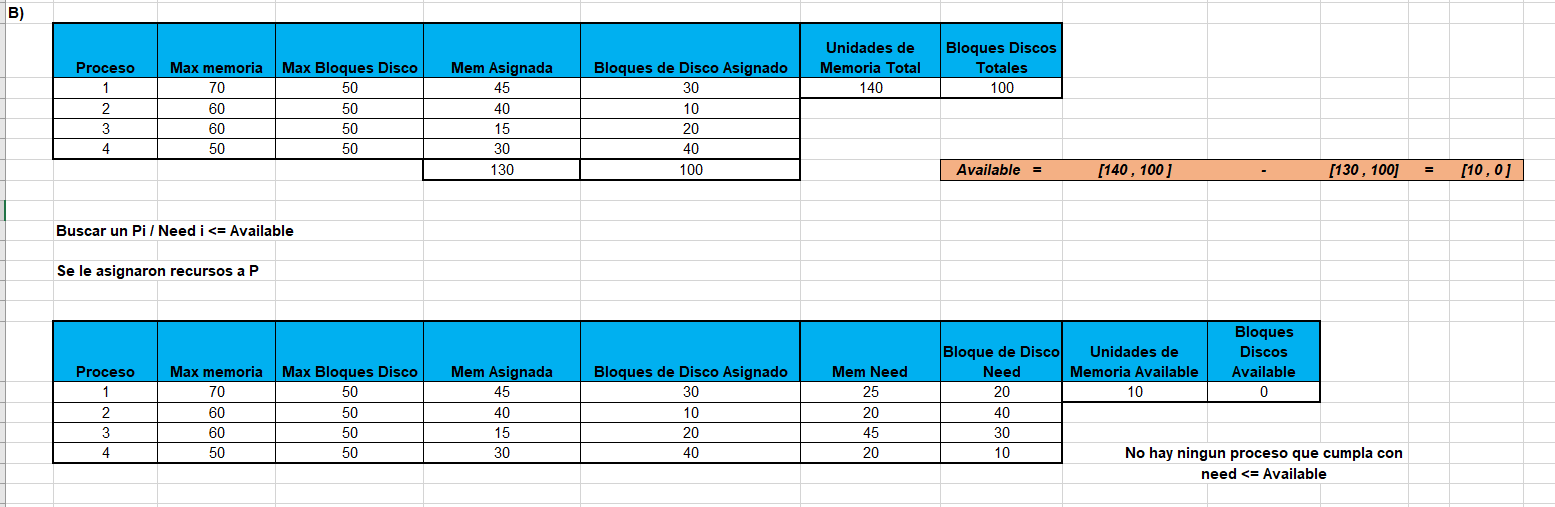 B)
Proceso Max memoria Max Bloques Disco Mem Asignada Bloques de Disco Asignado Unidades de Memoria Total Bloques Discos Totales
1 70 50 45 30 140 100
2 60 50 40 10
3 60 50 15 20
4 50 50 30 40
130 100 Available = [140 , 100 ] - [130 , 100] = [10 , 0 ]
Buscar un Pi / Need i <= Available
Se le asignaron recursos a P
Proceso Max memoria Max Bloques Disco Mem Asignada Bloques de Disco Asignado Mem Need Bloque de Disco Need Unidades de Memoria Available Bloques Discos Available
1 70 50 45 30 25 20 10 0
2 60 50 40 10 20 40
3 60 50 15 20 45 30
4 50 50 30 40 20 10
No hay ningun proceso que cumpla con
need <= Available